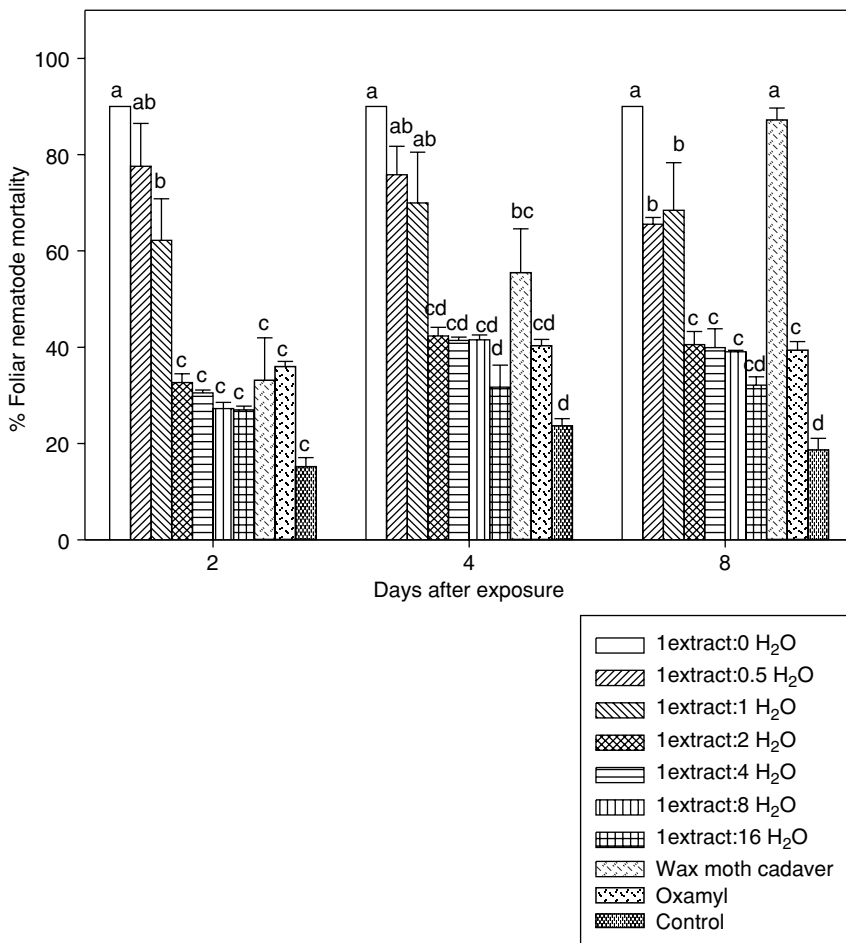 % Foliar nematode mortality
100
80
60
40
20
0
a
ab
b
c
c
c
c
c
c
c
a
ab
ab
cd
cd
cd
d
bc
cd
d
a
b
b
c
c
c
cd
a
c
d
2
4
8
Days after exposure
1extract:0 H₂O
1extract:0.5 H₂O
1extract:1 H₂O
1extract:2 H₂O
1extract:4 H₂O
1extract:8 H₂O
1extract:16 H₂O
Wax moth cadaver
Oxamyl
Control